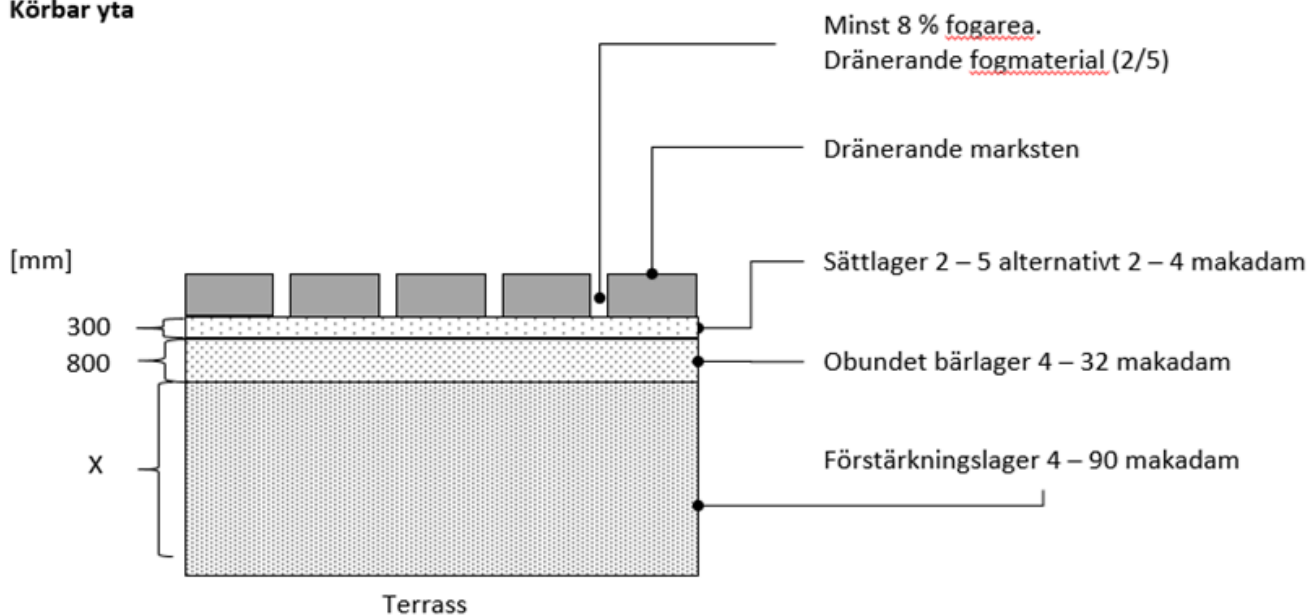 Körbar yta
Minst 8 % fogarea.
Dränerande fogmaterial (2/5)
Dränerande marksten
[mm]
Sättlager 2 – 5 alternativt 2 – 4 makadam
300
800
Obundet bärlager 4 – 32 makadam
X
Förstärkningslager 4 – 90 makadam
Terrass